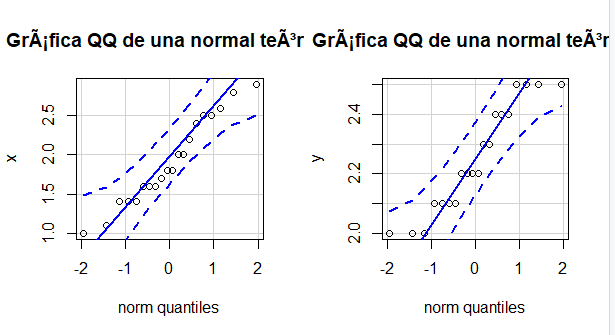 GrÃ¡fica QQ de una normal teÃ³r
GrÃ¡fica QQ de una normal teÃ³r
x
1.0
1.5
2.0
2.5
-2
-1
0
1
2
norm quantiles
y
2.0
2.2
2.4
-2
-1
0
1
2
norm quantiles